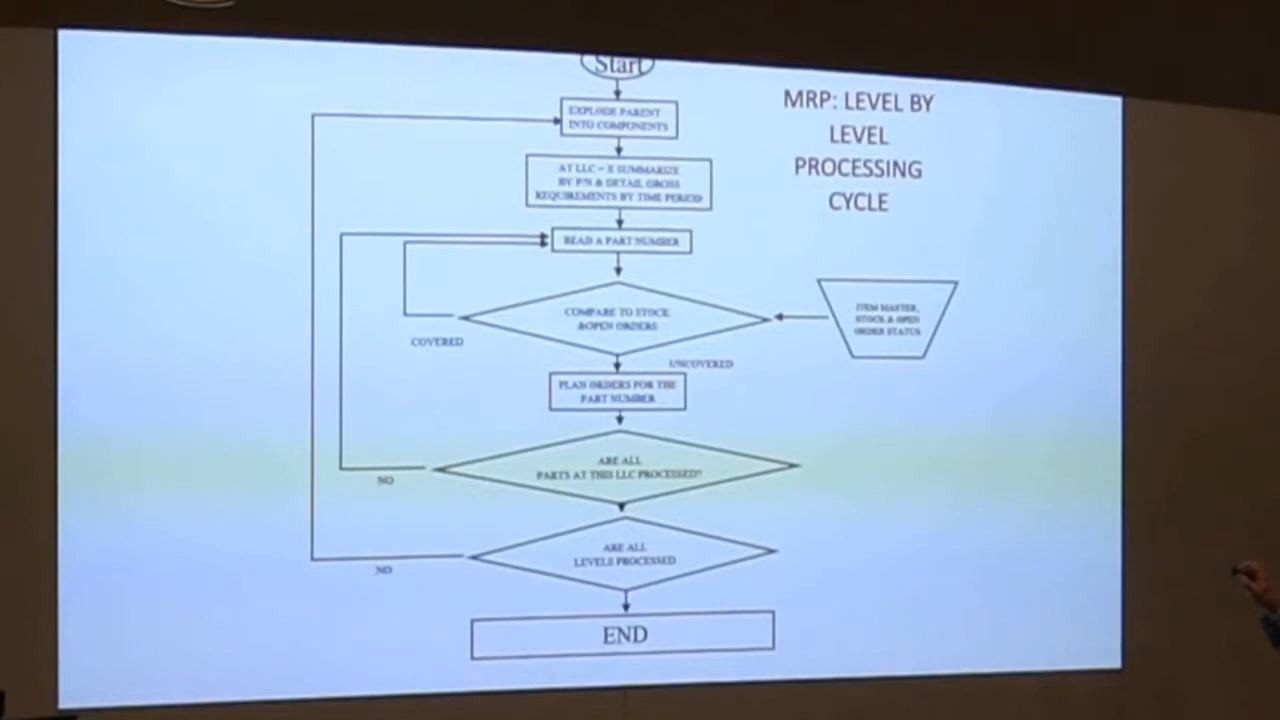 Start
MRP: LEVEL BY
LEVEL
PROCESSING
CYCLE
EXPLODE PARENT
INTO COMPONENTS
AT LLC = X SUMMARIZE
BY P/N & DETAIL GROSS
REQUIREMENTS BY TIME PERIOD
READ A PART NUMBER
COMPARE TO STOCK
&OPEN ORDERS
ITEM MASTER,
STOCK & OPEN
ORDER STATUS
COVERED
UNCOVERED
PLAN ORDERS FOR THE
PART NUMBER
ARE ALL
PARTS AT THIS LLC PROCESSED?
NO
ARE ALL
LEVELS PROCESSED
NO
END